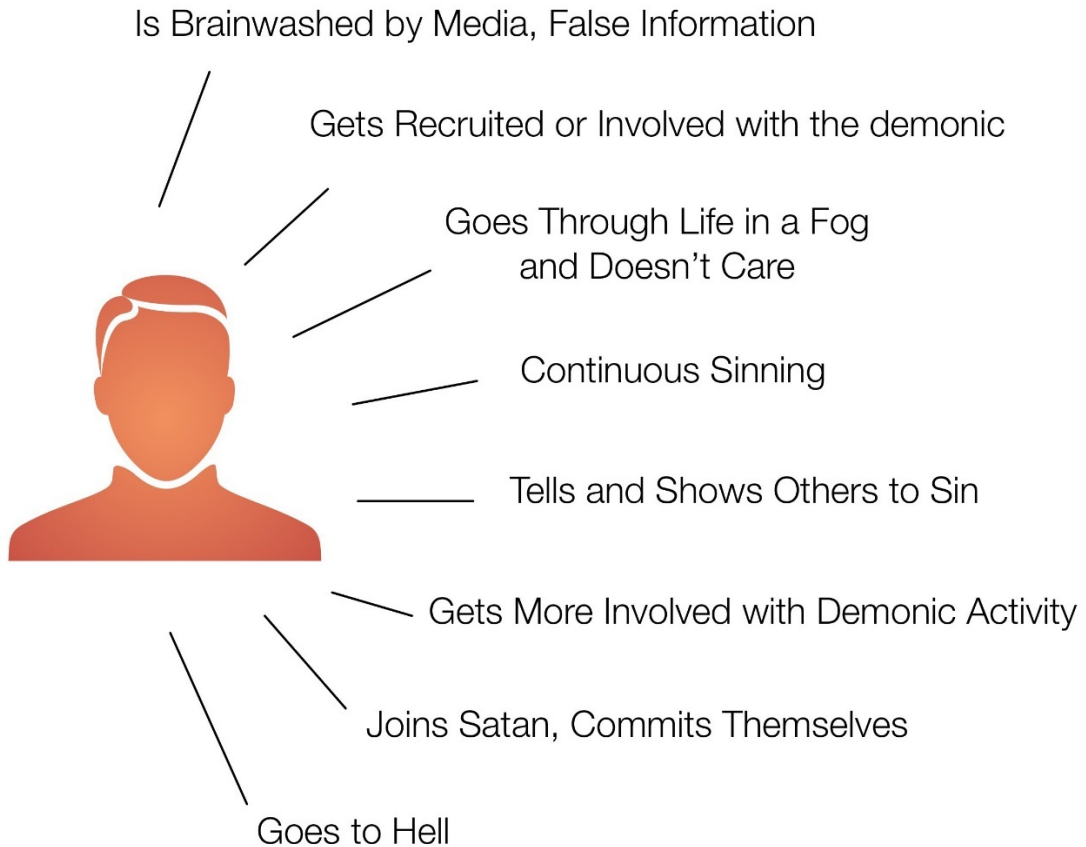 Is Brainwashed by Media, False Information
Gets Recruited or Involved with the demonic
Goes Through Life in a Fog
and Doesn’t Care
Continuous Sinning
Tells and Shows Others to Sin
Gets More Involved with Demonic Activity
Joins Satan, Commits Themselves
Goes to Hell